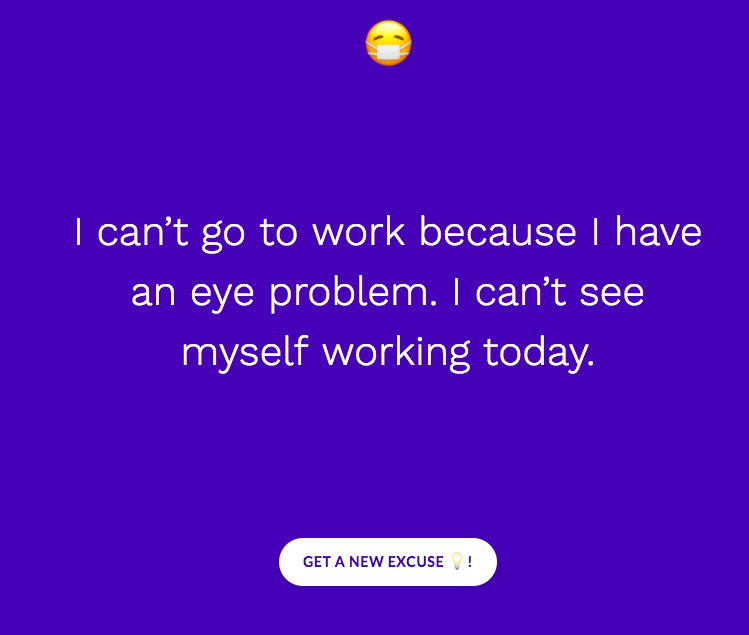 I can’t go to work because I have
an eye problem. I can’t see
myself working today.
GET A NEW EXCUSE 💡!